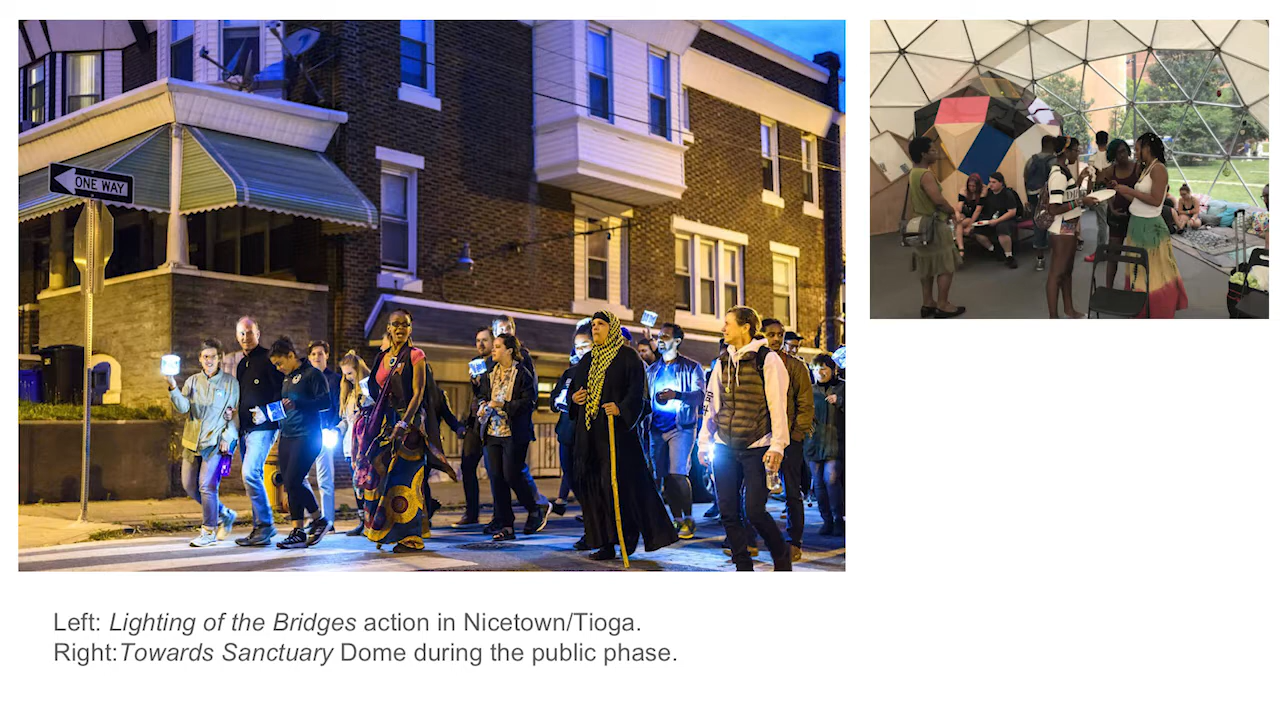 ONE WAY
Left: Lighting of the Bridges action in Nicetown/Tioga.
Right:Towards Sanctuary Dome during the public phase.